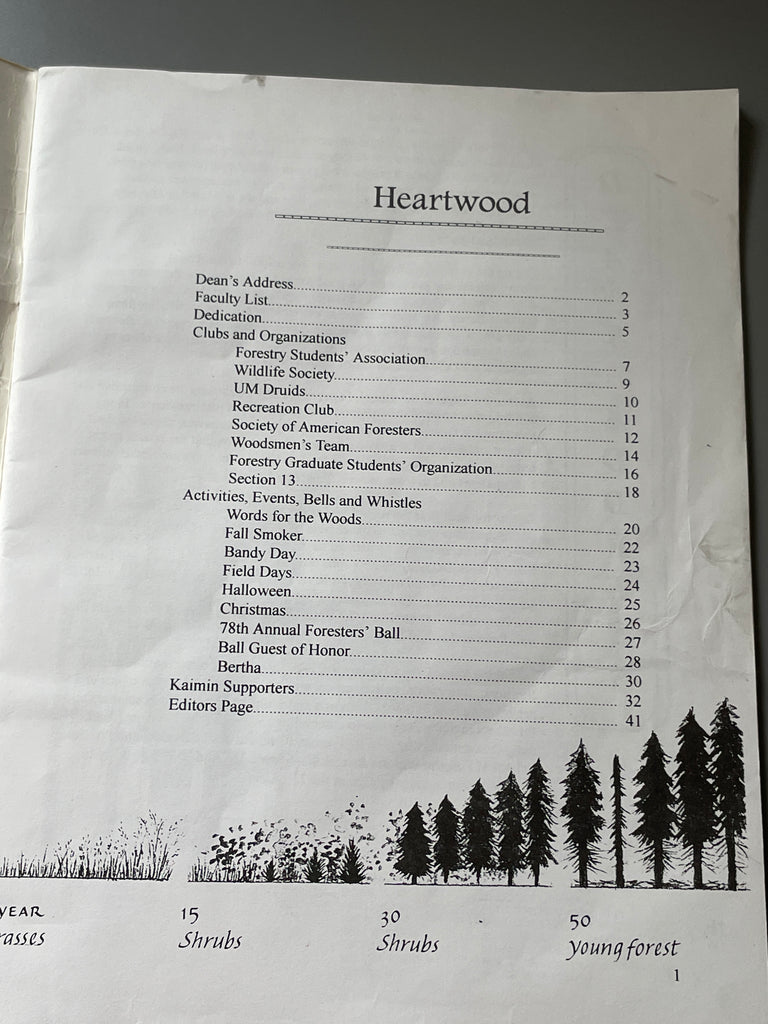 Heartwood
Dean's Address 2
Faculty List 3
Dedication 5
Clubs and Organizations
Forestry Students' Association 7
Wildlife Society 9
UM Druids 10
Recreation Club 11
Society of American Foresters 12
Woodsmen's Team 14
Forestry Graduate Students' Organization 16
Section 13 18
Activities, Events, Bells and Whistles
Words for the Woods 20
Fall Smoker 22
Bandy Day 23
Field Days 24
Halloween 25
Christmas 26
78th Annual Foresters' Ball 27
Ball Guest of Honor 28
Bertha 30
Kaimin Supporters 32
Editors Page 41
YEAR 15 30 50
rasses Shrubs Shrubs young forest
1